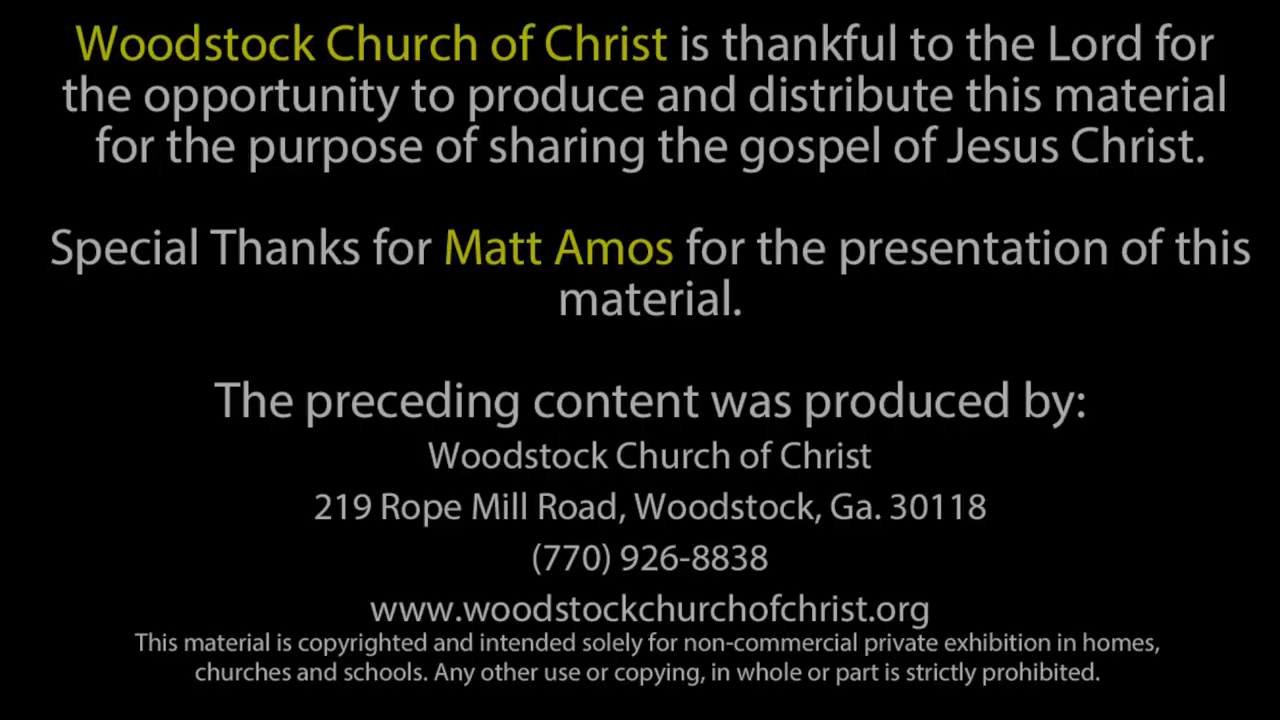 Woodstock Church of Christ is thankful to the Lord for
the opportunity to produce and distribute this material
for the purpose of sharing the gospel of Jesus Christ.
Special Thanks for Matt Amos for the presentation of this
material.
The preceding content was produced by:
Woodstock Church of Christ
219 Rope Mill Road, Woodstock, Ga. 30118
(770) 926-8838
www.woodstockchurchofchrist.org
This material is copyrighted and intended solely for non-commercial private exhibition in homes,
churches and schools. Any other use or copying, in whole or part is strictly prohibited.